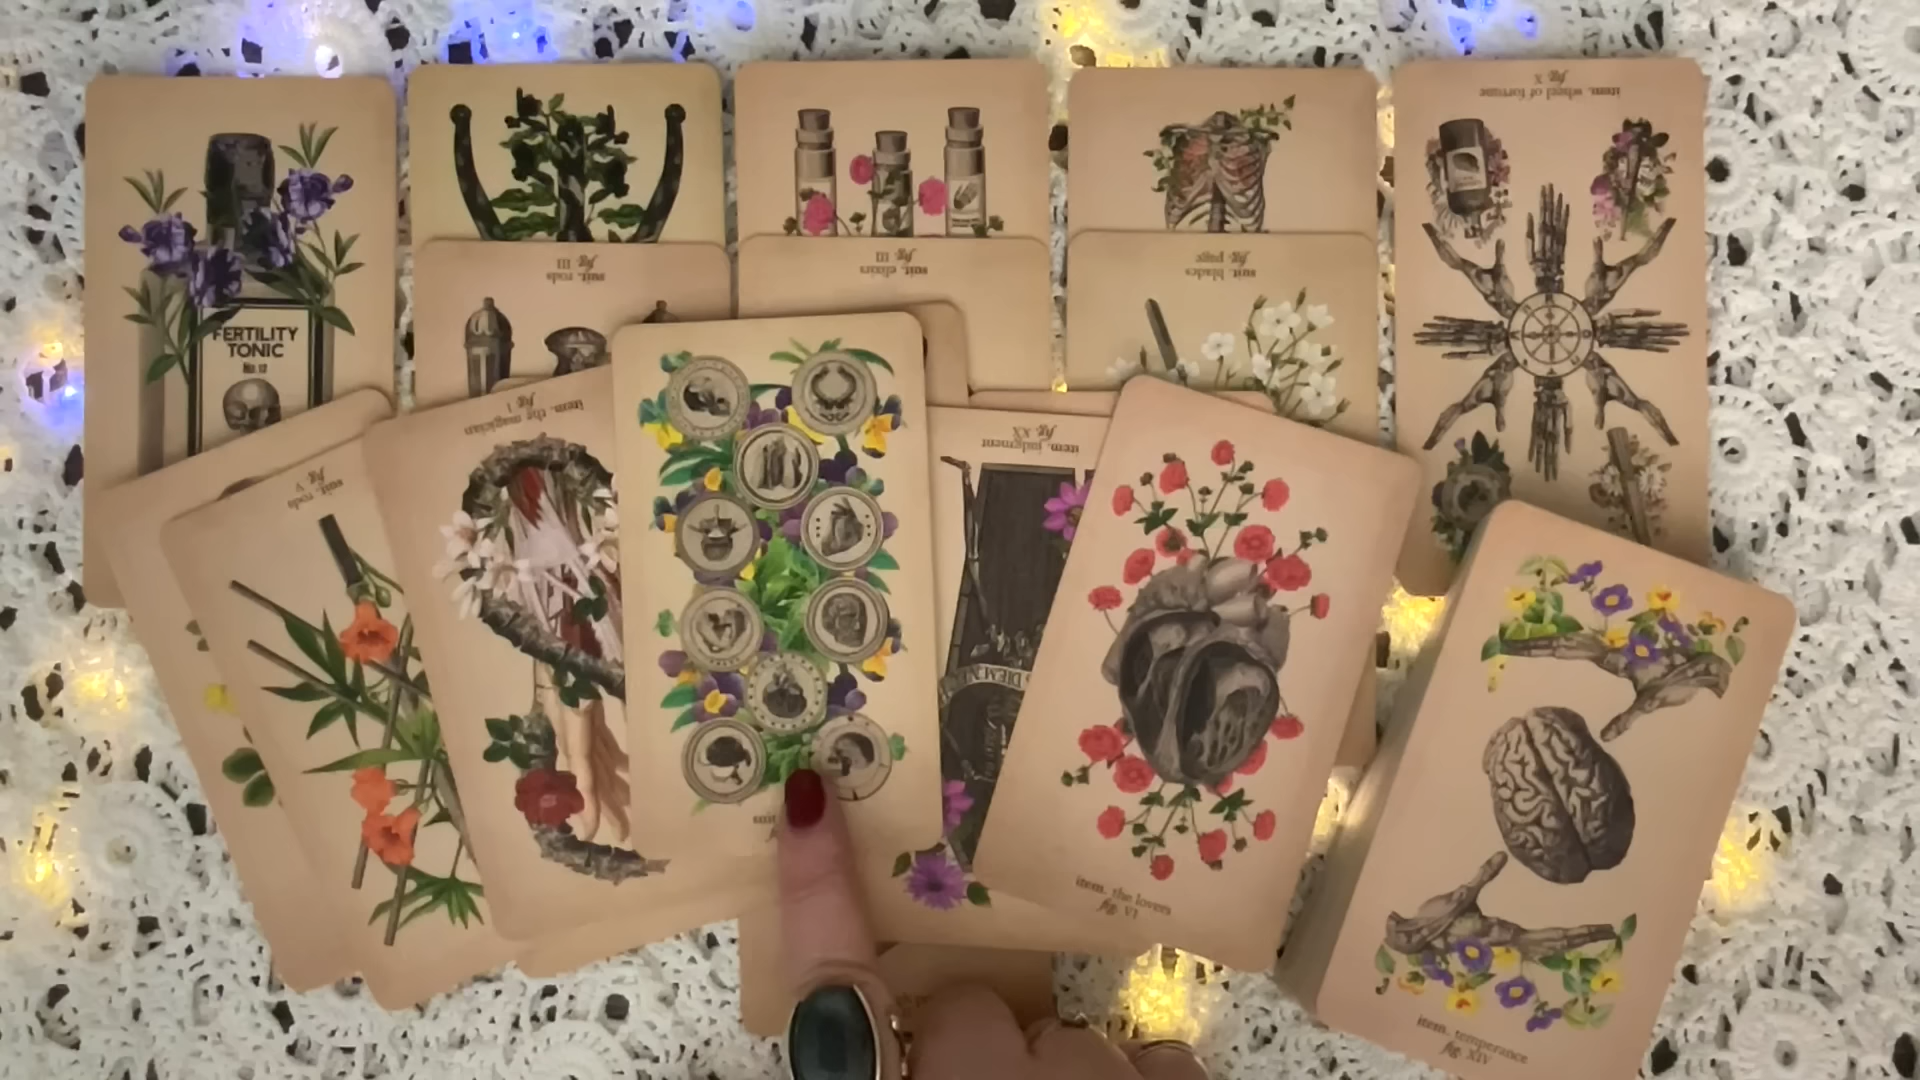 item. wheel of fortune
fig. X
suit. rods
fig. III
suit. elixirs
fig. III
suit. blades
fig. page
FERTILITY
TONIC
No. 17
item. the magician
fig. I
suit. rods
fig. V
item. judgment
fig. XX
item. the lovers
fig. VI
item. temperance
fig. XIV